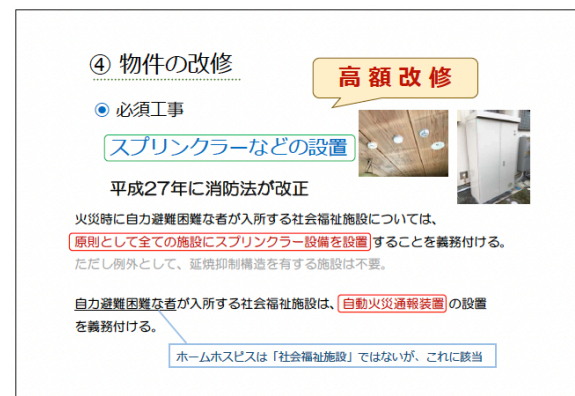 ④ 物件の改修
高額改修
◉ 必須工事
スプリンクラーなどの設置
平成27年に消防法が改正
火災時に自力避難困難な者が入所する社会福祉施設については、
原則として全ての施設にスプリンクラー設備を設置することを義務付ける。
ただし例外として、延焼抑制構造を有する施設は不要。
自力避難困難な者が入所する社会福祉施設は、自動火災通報装置の設置
を義務付ける。
ホームホスピスは「社会福祉施設」ではないが、これに該当